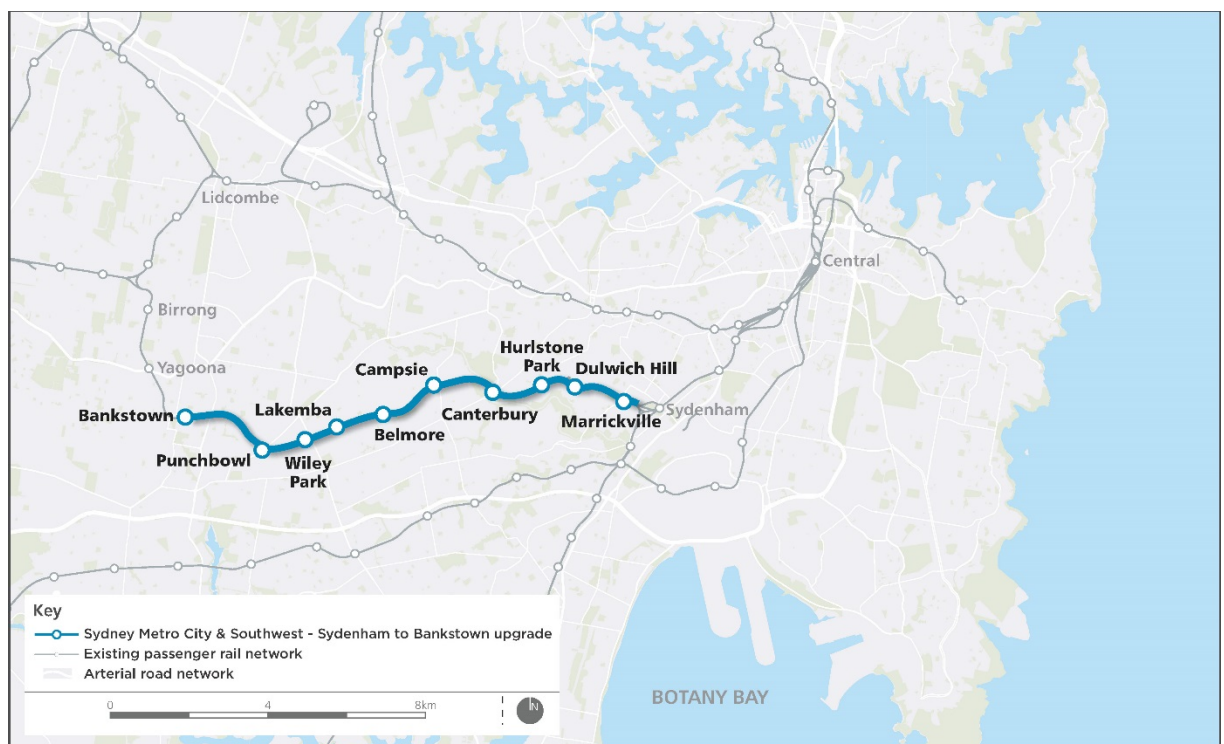 Lidcombe
Central
Birrong
Yagoona
Hurlstone
Park
Campsie
Dulwich Hill
Bankstown
Lakemba
Canterbury
Sydenham
Marrickville
Belmore
Punchbowl
Wiley
Park
Key
Sydney Metro City & Southwest - Sydenham to Bankstown upgrade
Existing passenger rail network
Arterial road network
0 4 8km
N
BOTANY BAY